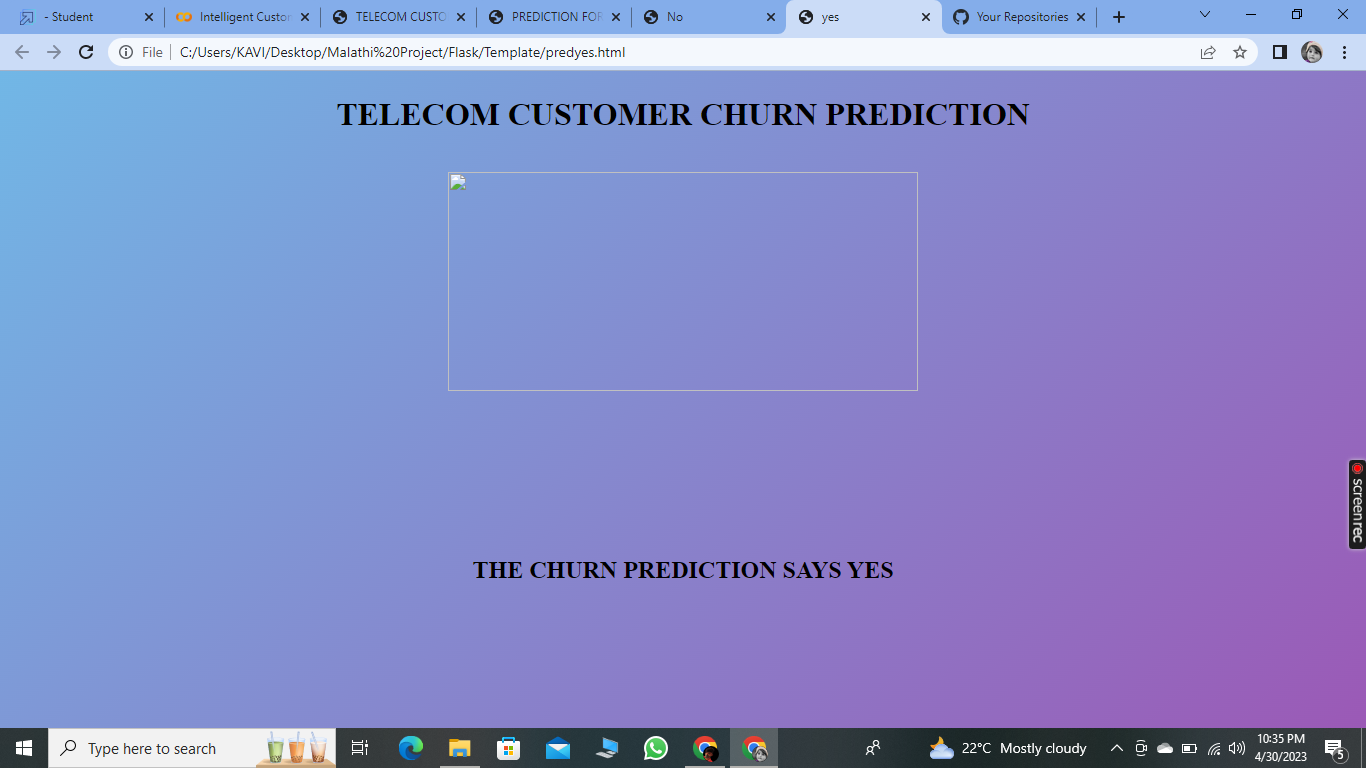 - Student
Intelligent Custor
TELECOM CUSTO
PREDICTION FOR
No
yes
Your Repositories
File
C:/Users/KAVI/Desktop/Malathi%20Project/Flask/Template/predyes.html
TELECOM CUSTOMER CHURN PREDICTION
THE CHURN PREDICTION SAYS YES
screenrec
Type here to search
22°C Mostly cloudy
10:35 PM
4/30/2023
5